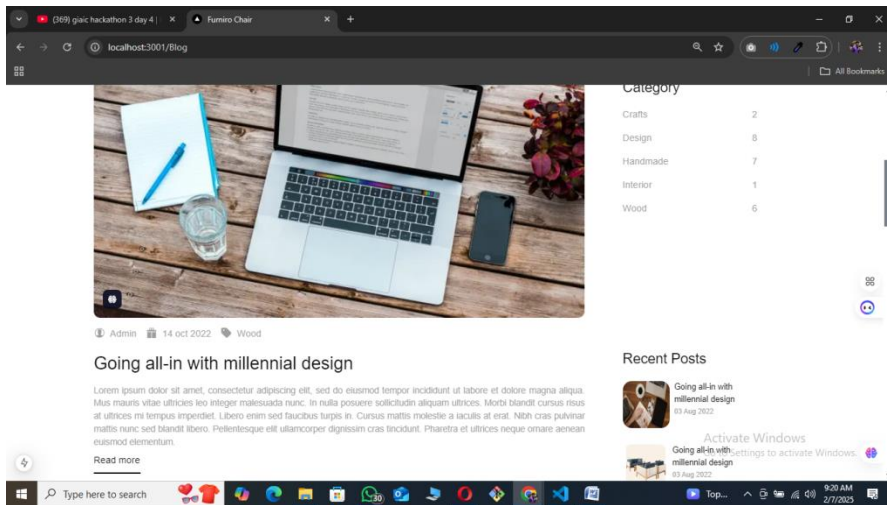 (369) giaic hackathon 3 day 4 |
Furniro Chair
localhost:3001/Blog
All Bookmarks
Category
Crafts 2
Design 8
Handmade 7
Interior 1
Wood 6
Admin 14 oct 2022 Wood
Going all-in with millennial design
Lorem ipsum dolor sit amet, consectetur adipiscing elit, sed do eiusmod tempor incididunt ut labore et dolore magna aliqua.
Mus mauris vitae ultricies leo integer malesuada nunc. In nulla posuere sollicitudin aliquam ultrices. Morbi blandit cursus risus
at ultrices mi tempus imperdiet. Libero enim sed faucibus turpis in. Cursus mattis molestie a iaculis at erat. Nibh cras pulvinar
mattis nunc sed blandit libero. Pellentesque elit ullamcorper dignissim cras tincidunt. Pharetra et ultrices neque ornare aenean
euismod elementum.
Read more
Recent Posts
Going all-in with
millennial design
03 Aug 2022
Going all-in with
millennial design
03 Aug 2022
Activate Windows
Settings to activate Windows.
Type here to search
30
Top...
9:20 AM
2/7/2025